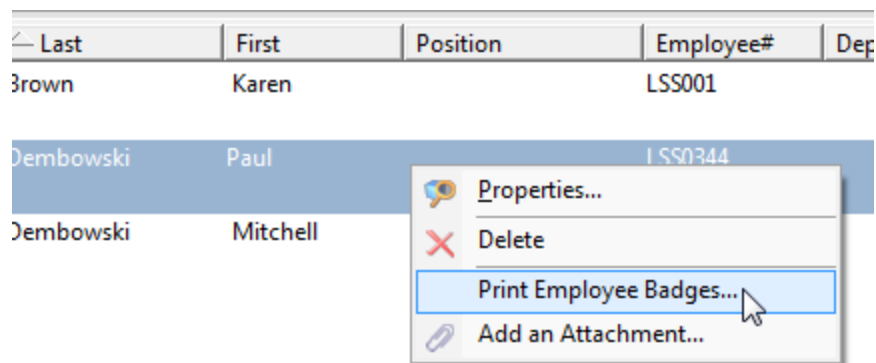 Last First Position Employee# Dep
Brown Karen LSS001
Dembowski Paul LSS0344
Properties...
Dembowski Mitchell
Delete
Print Employee Badges...
Add an Attachment...